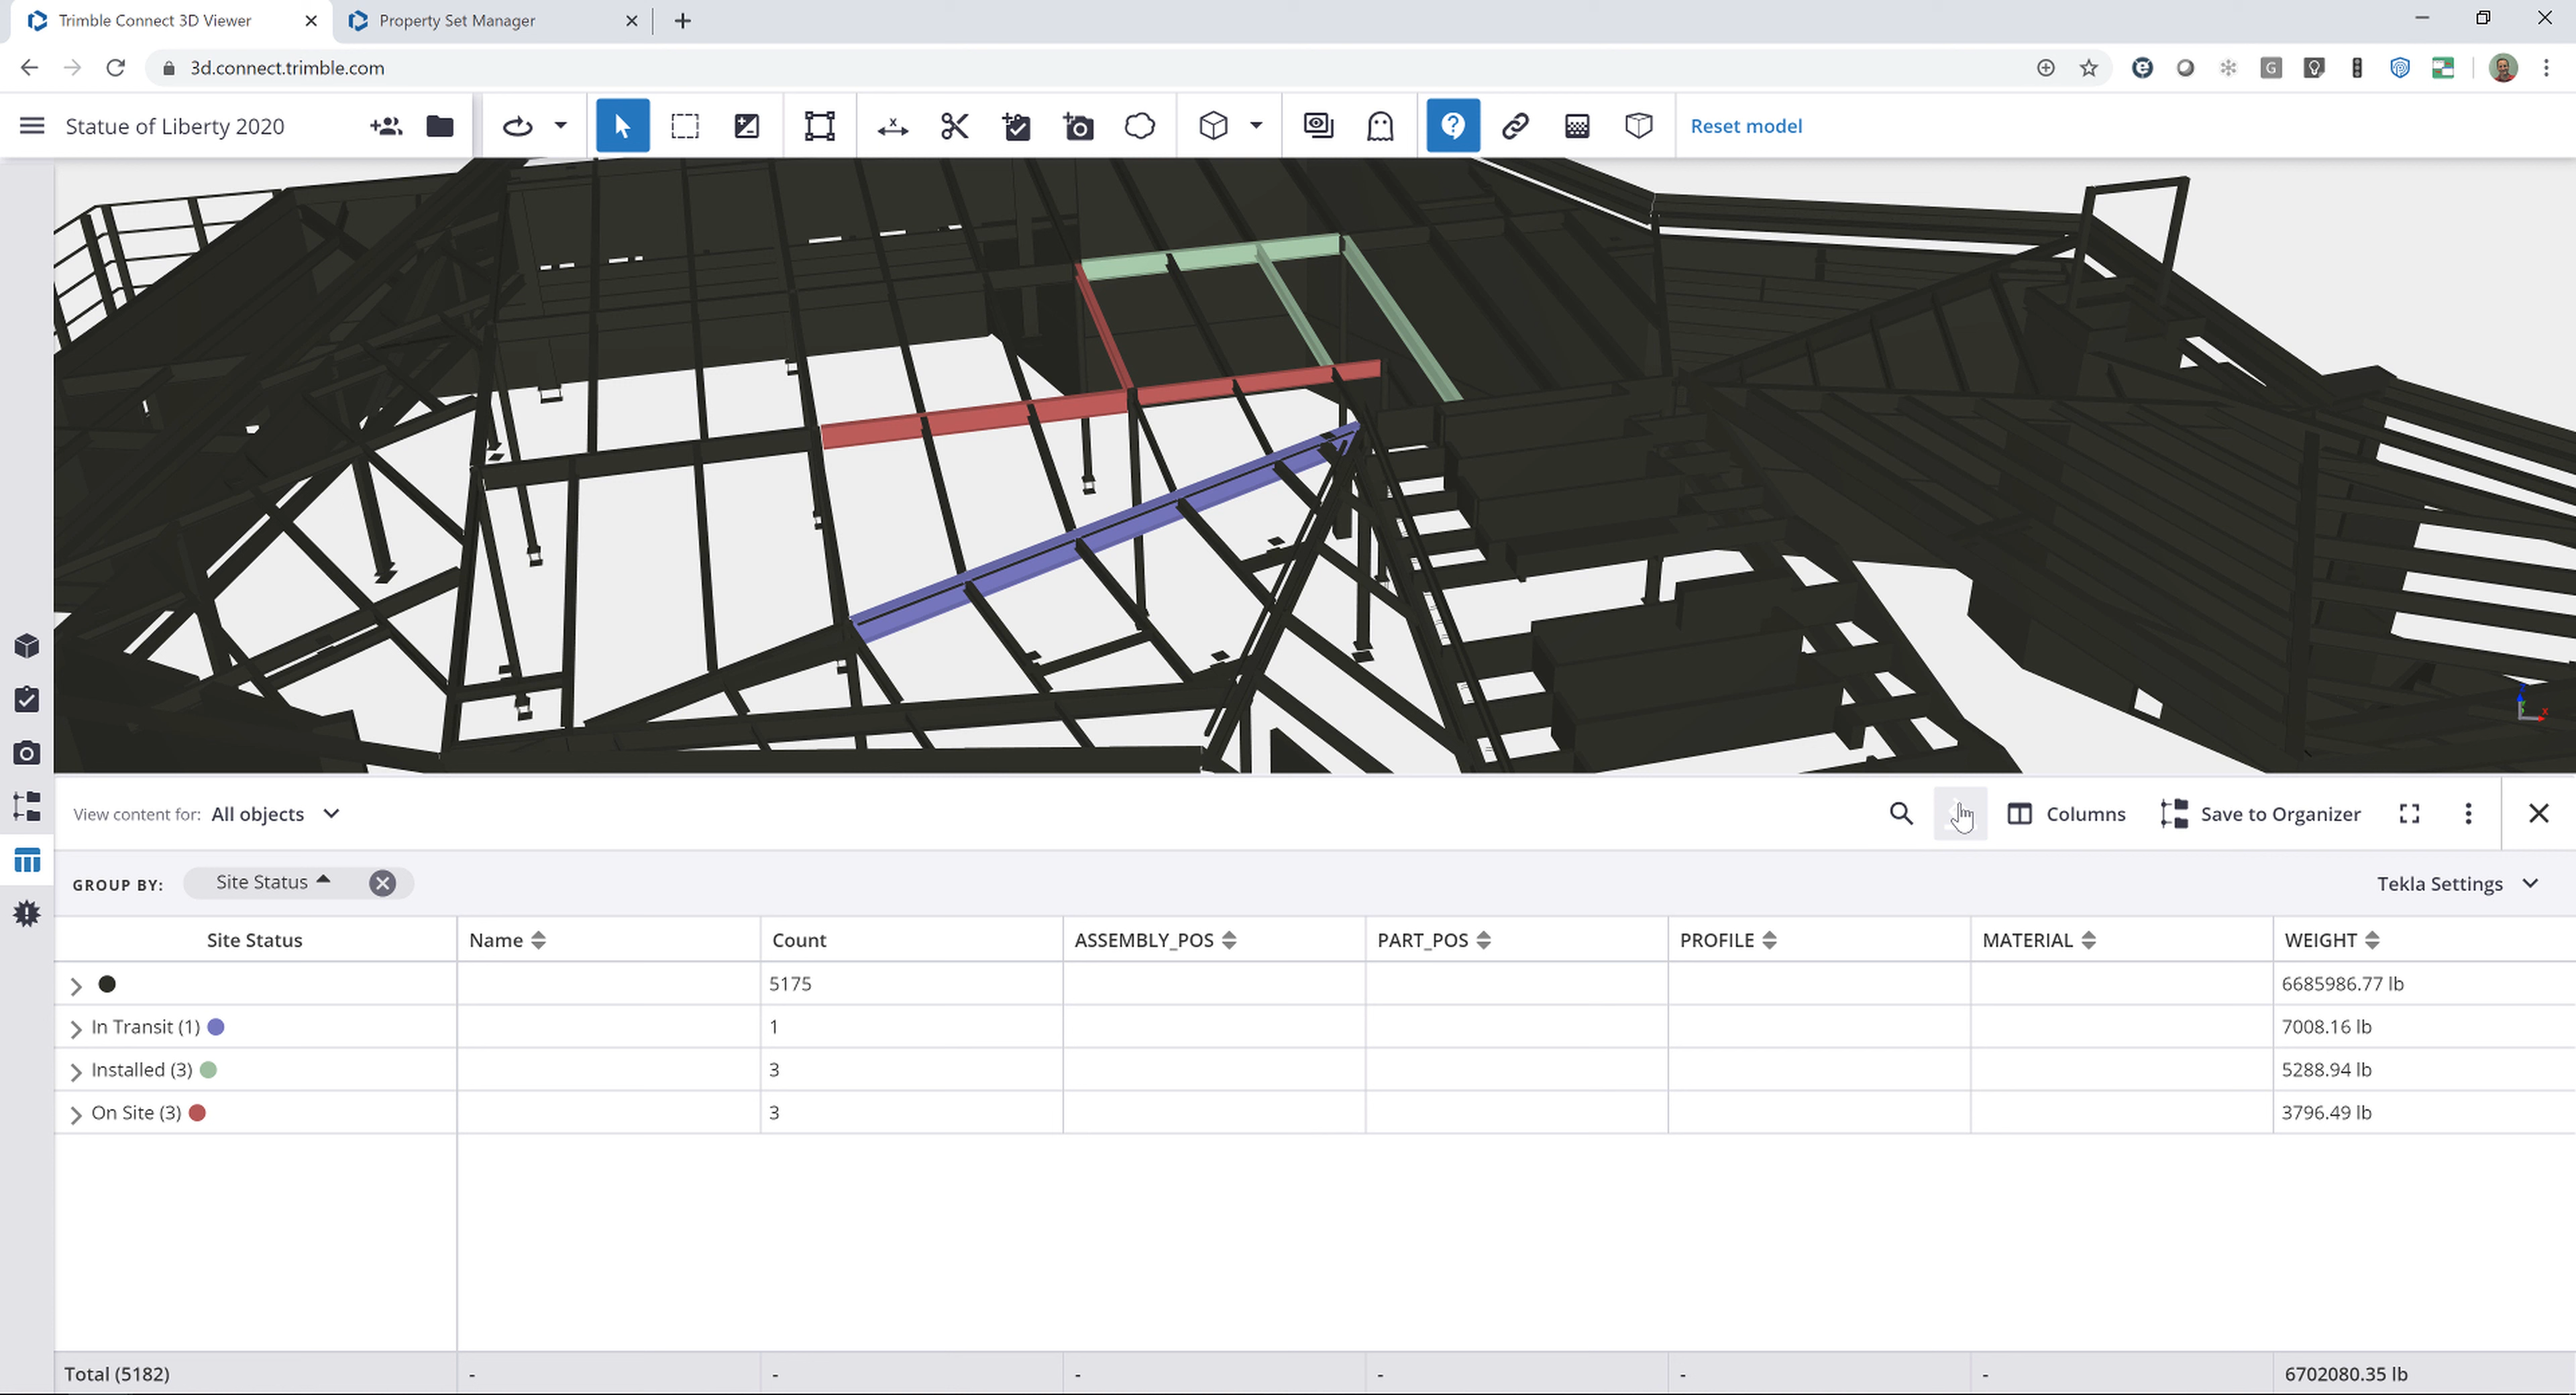 Trimble Connect 3D Viewer
Property Set Manager
3d.connect.trimble.com
G
Statue of Liberty 2020
x
Reset model
x
View content for: All objects
Columns
Save to Organizer
GROUP BY: Site Status
Tekla Settings
Site Status Name Count ASSEMBLY_POS PART_POS PROFILE MATERIAL WEIGHT
5175 6685986.77 lb
In Transit (1) 1 7008.16 lb
Installed (3) 3 5288.94 lb
On Site (3) 3 3796.49 lb
Total (5182) - - - - - - 6702080.35 lb